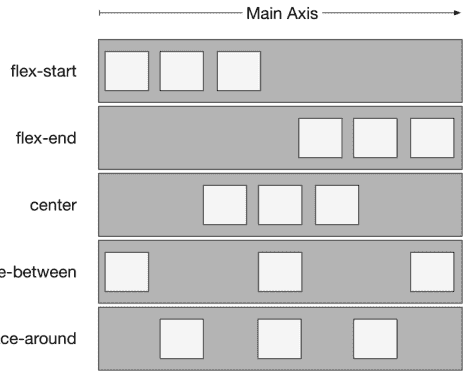 Main Axis
flex-start
flex-end
center
e-between
ce-around